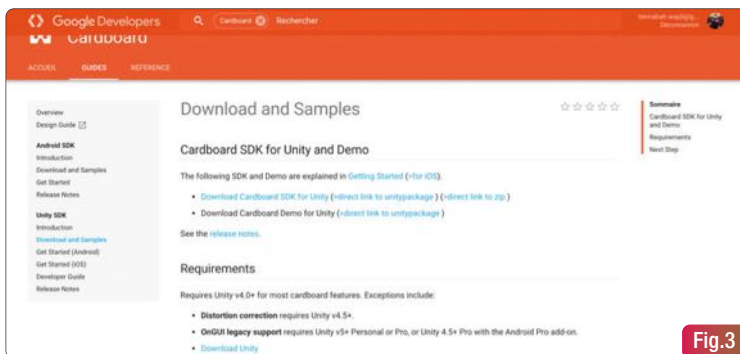 Google Developers
Cardboard
Rechercher
Déconnexion
Cardboard
ACCUEIL GUIDES REFERENCE
Overview
Design Guide
Android SDK
Introduction
Download and Samples
Get Started
Release Notes
Unity SDK
Introduction
Download and Samples
Get Started (Android)
Get Started (iOS)
Developer Guide
Release Notes
Download and Samples
Cardboard SDK for Unity and Demo
The following SDK and Demo are explained in Getting Started (>for iOS).
• Download Cardboard SDK for Unity (>direct link to unitypackage ) (>direct link to zip )
• Download Cardboard Demo for Unity (>direct link to unitypackage )
See the release notes.
Requirements
Requires Unity v4.0+ for most cardboard features. Exceptions include:
• Distortion correction requires Unity v4.5+.
• OnGUI legacy support requires Unity v5+ Personal or Pro, or Unity 4.5+ Pro with the Android Pro add-on.
• Download Unity
Sommaire
Cardboard SDK for Unity
and Demo
Requirements
Next Step
Fig.3